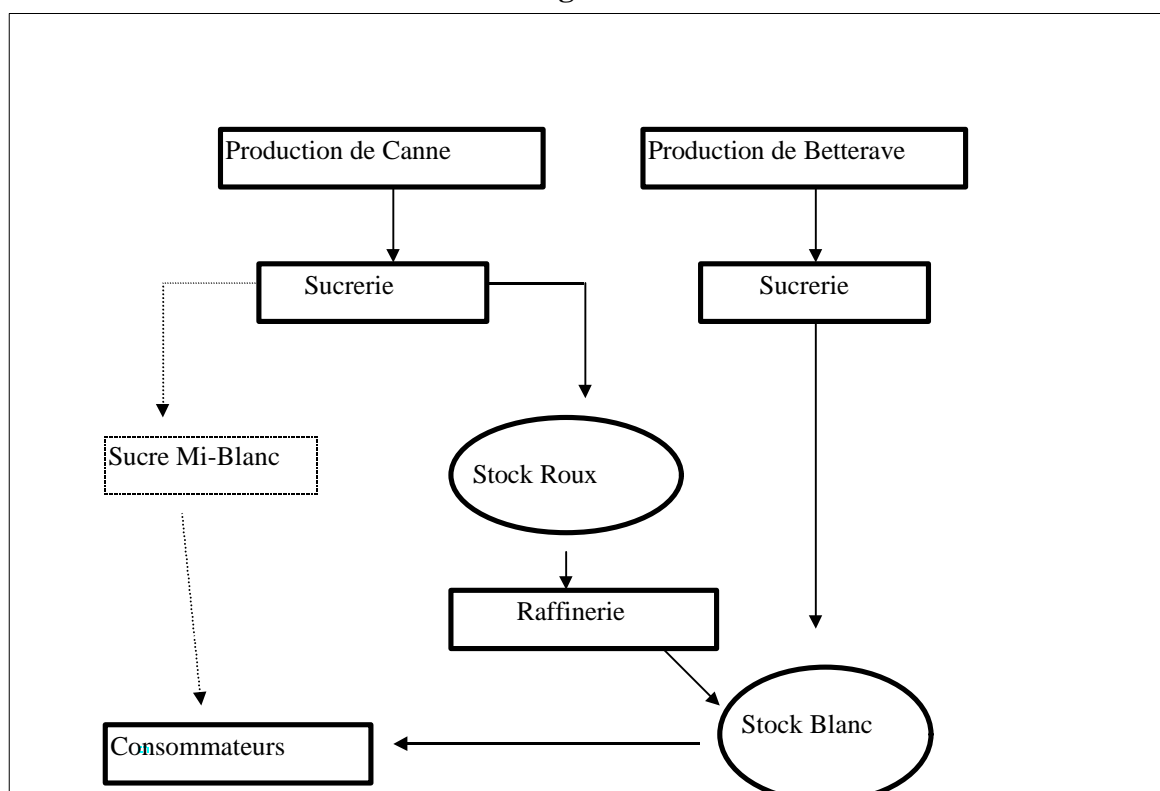 Production de Canne
Production de Betterave
Sucrerie
Sucrerie
Sucre Mi-Blanc
Stock Roux
Raffinerie
Stock Blanc
Consommateurs